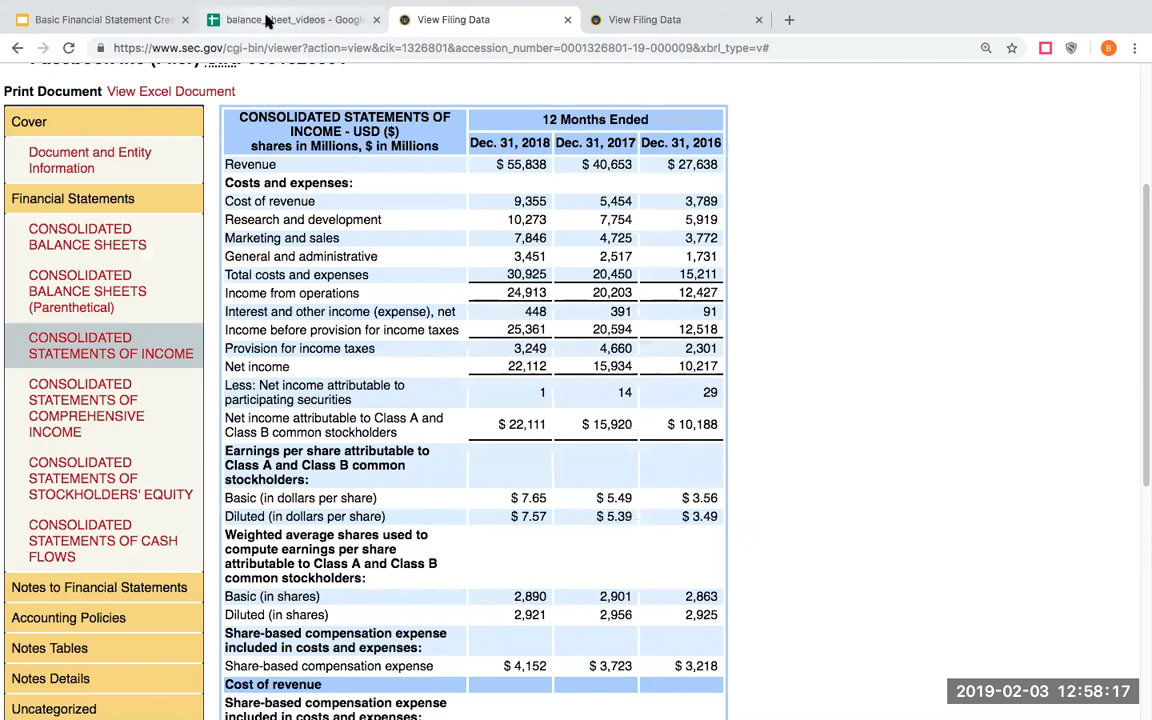 Basic Financial Statement Cre
balance_sheet_videos - Googl
View Filing Data
View Filing Data
https://www.sec.gov/cgi-bin/viewer?action=view&cik=1326801&accession_number=0001326801-19-000009&xbrl_type=v#
B
Print Document View Excel Document
Cover
Document and Entity
Information
Financial Statements
CONSOLIDATED
BALANCE SHEETS
CONSOLIDATED
BALANCE SHEETS
(Parenthetical)
CONSOLIDATED
STATEMENTS OF INCOME
CONSOLIDATED
STATEMENTS OF
COMPREHENSIVE
INCOME
CONSOLIDATED
STATEMENTS OF
STOCKHOLDERS' EQUITY
CONSOLIDATED
STATEMENTS OF CASH
FLOWS
Notes to Financial Statements
Accounting Policies
Notes Tables
Notes Details
Uncategorized
CONSOLIDATED STATEMENTS OF
INCOME - USD ($)
shares in Millions, $ in Millions
12 Months Ended
Dec. 31, 2018 Dec. 31, 2017 Dec. 31, 2016
Revenue $ 55,838 $ 40,653 $ 27,638
Costs and expenses:
Cost of revenue 9,355 5,454 3,789
Research and development 10,273 7,754 5,919
Marketing and sales 7,846 4,725 3,772
General and administrative 3,451 2,517 1,731
Total costs and expenses 30,925 20,450 15,211
Income from operations 24,913 20,203 12,427
Interest and other income (expense), net 448 391 91
Income before provision for income taxes 25,361 20,594 12,518
Provision for income taxes 3,249 4,660 2,301
Net income 22,112 15,934 10,217
Less: Net income attributable to
participating securities 1 14 29
Net income attributable to Class A and
Class B common stockholders $ 22,111 $ 15,920 $ 10,188
Earnings per share attributable to
Class A and Class B common
stockholders:
Basic (in dollars per share) $ 7.65 $ 5.49 $ 3.56
Diluted (in dollars per share) $ 7.57 $ 5.39 $ 3.49
Weighted average shares used to
compute earnings per share
attributable to Class A and Class B
common stockholders:
Basic (in shares) 2,890 2,901 2,863
Diluted (in shares) 2,921 2,956 2,925
Share-based compensation expense
included in costs and expenses:
Share-based compensation expense $ 4,152 $ 3,723 $ 3,218
Cost of revenue
Share-based compensation expense
included in costs and expenses:
2019-02-03 12:58:17